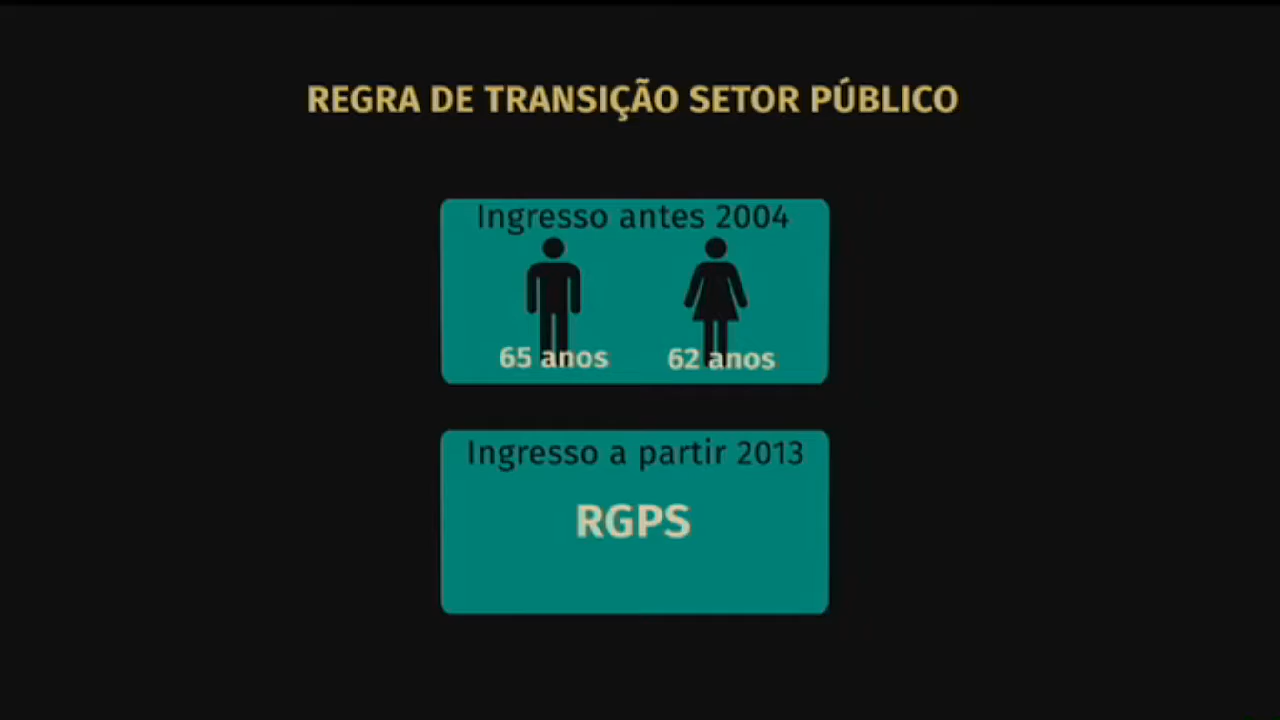 REGRA DE TRANSIÇÃO SETOR PÚBLICO
Ingresso antes 2004
65 anos 62 anos
Ingresso a partir 2013
RGPS